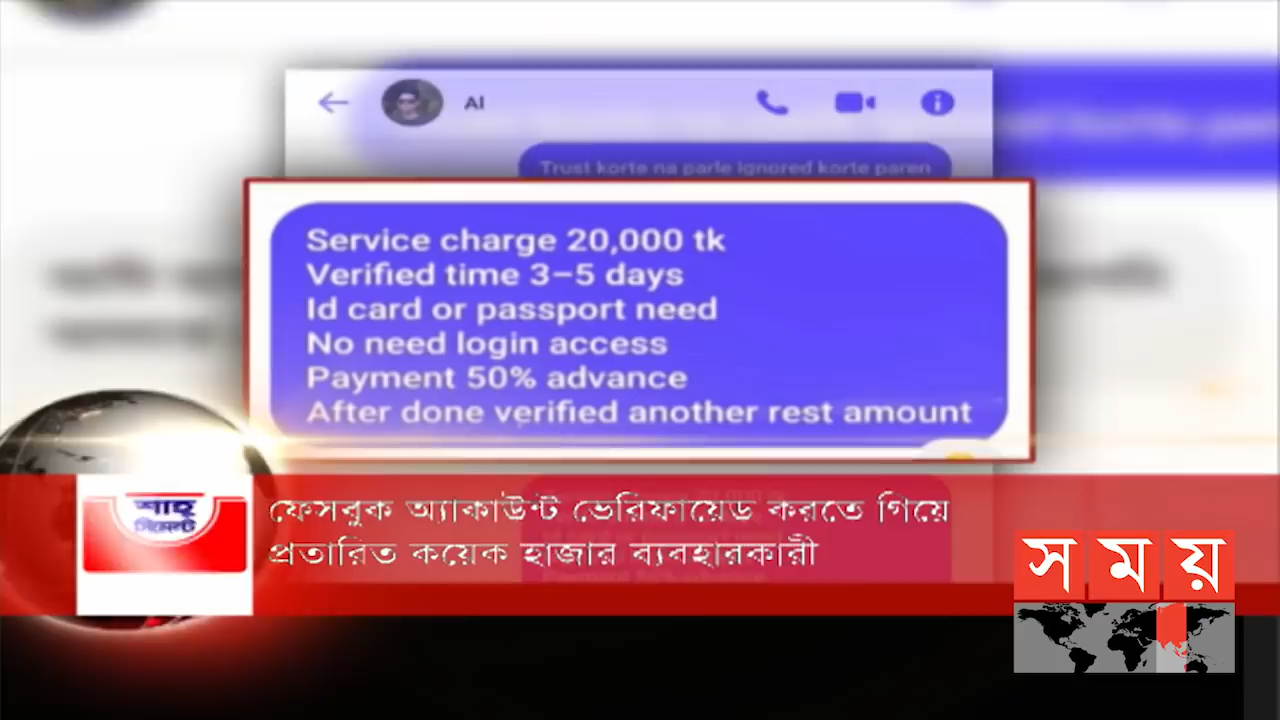 Al
Trust korte na parle ignored korte paren
Service charge 20,000 tk
Verified time 3–5 days
Id card or passport need
No need login access
Payment 50% advance
After done verified another rest amount
শাহ্
সিমেন্ট
ফেসবুক অ্যাকাউন্ট ভেরিফায়েড করতে গিয়ে
প্রতারিত কয়েক হাজার ব্যবহারকারী
সময়